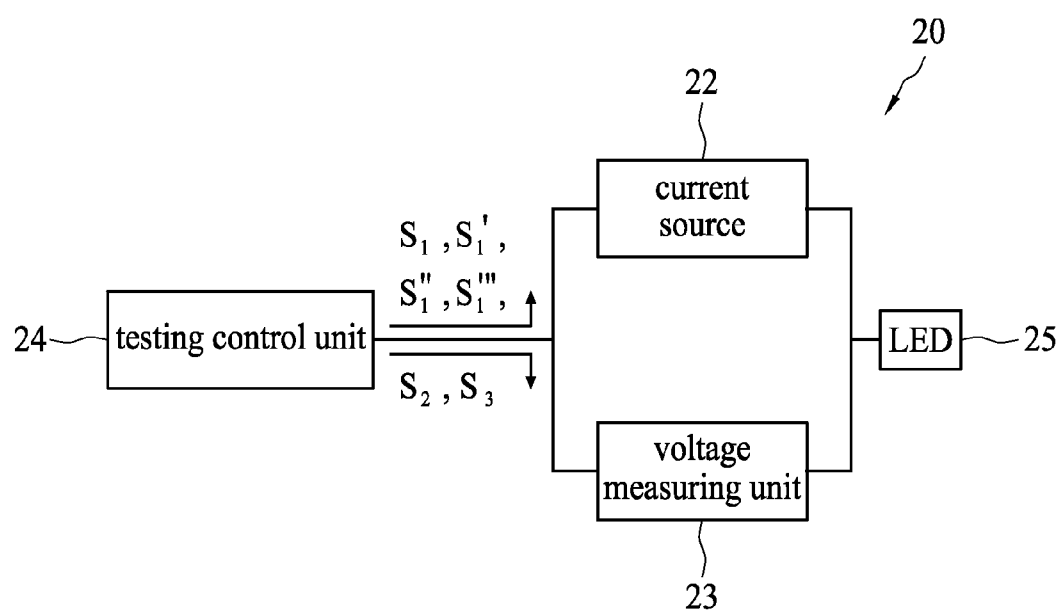 20
22
current
source
S₁ , S₁' ,
S₁'' , S₁''' ,
24
testing control unit
LED
25
S₂ , S₃
voltage
measuring unit
23